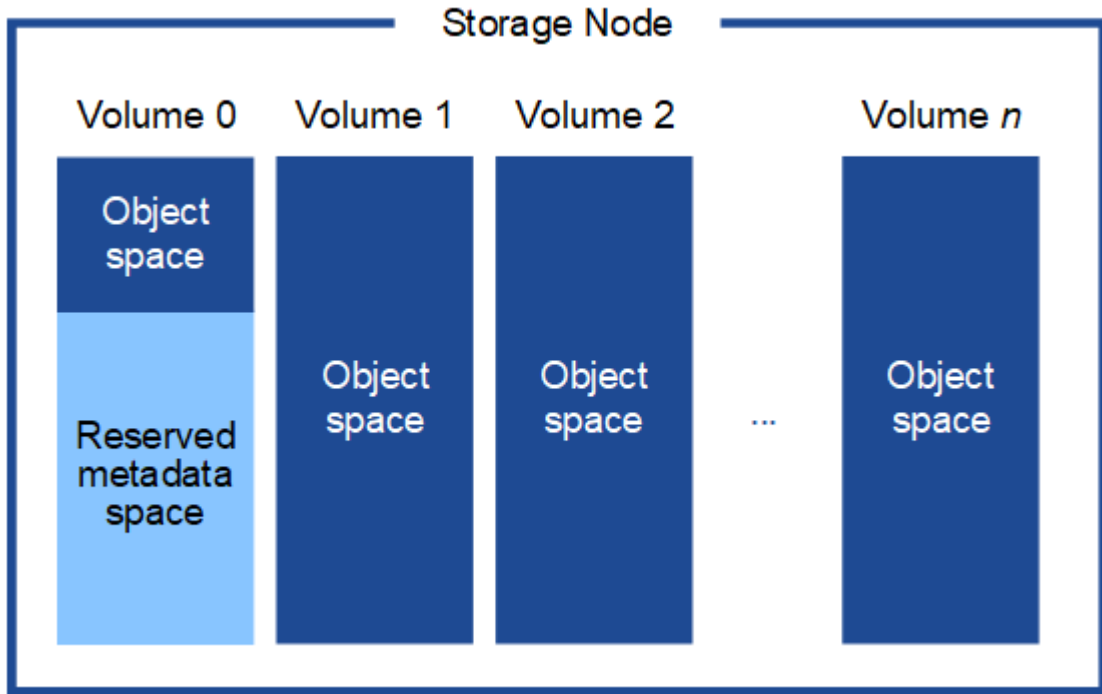 Storage Node
Volume 0
Volume 1
Volume 2
Volume n
Object
space
Reserved
metadata
space
Object
space
Object
space
...
Object
space